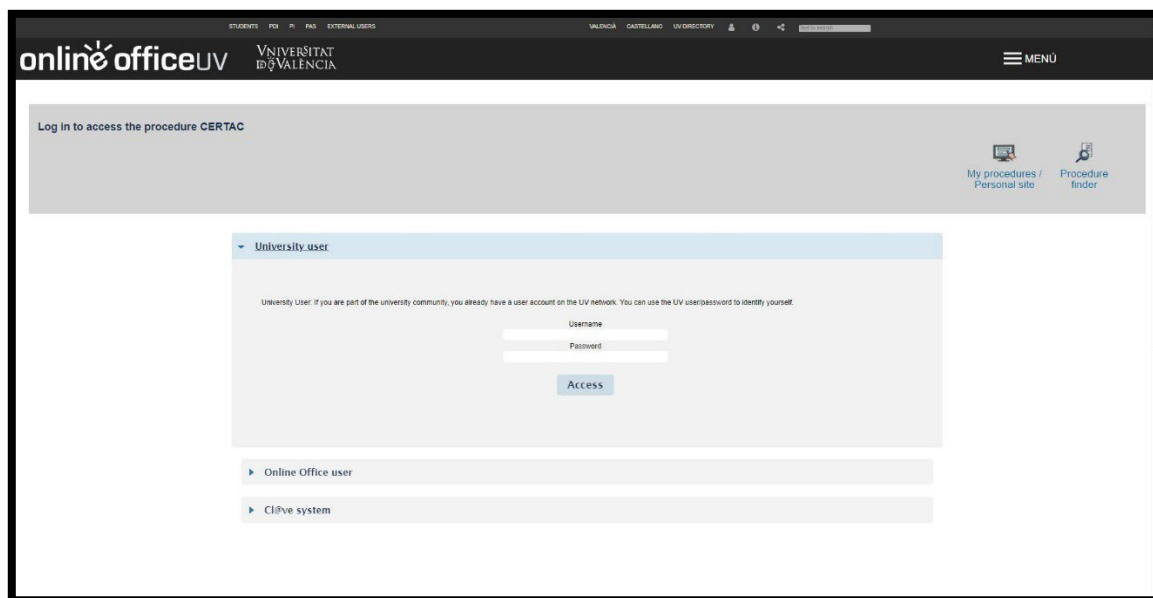 STUDENTS PDI PI PAS EXTERNAL USERS
VALENCIÀ CASTELLANO UV DIRECTORY
online officeUV
VNIVERSITAT
ID VALÈNCIA
MENÚ
Log in to access the procedure CERTAC
My procedures /
Personal site
Procedure
finder
University user
University User: If you are part of the university community, you already have a user account on the UV network. You can use the UV user/password to identify yourself.
Username
Password
Access
Online Office user
Cl@ve system